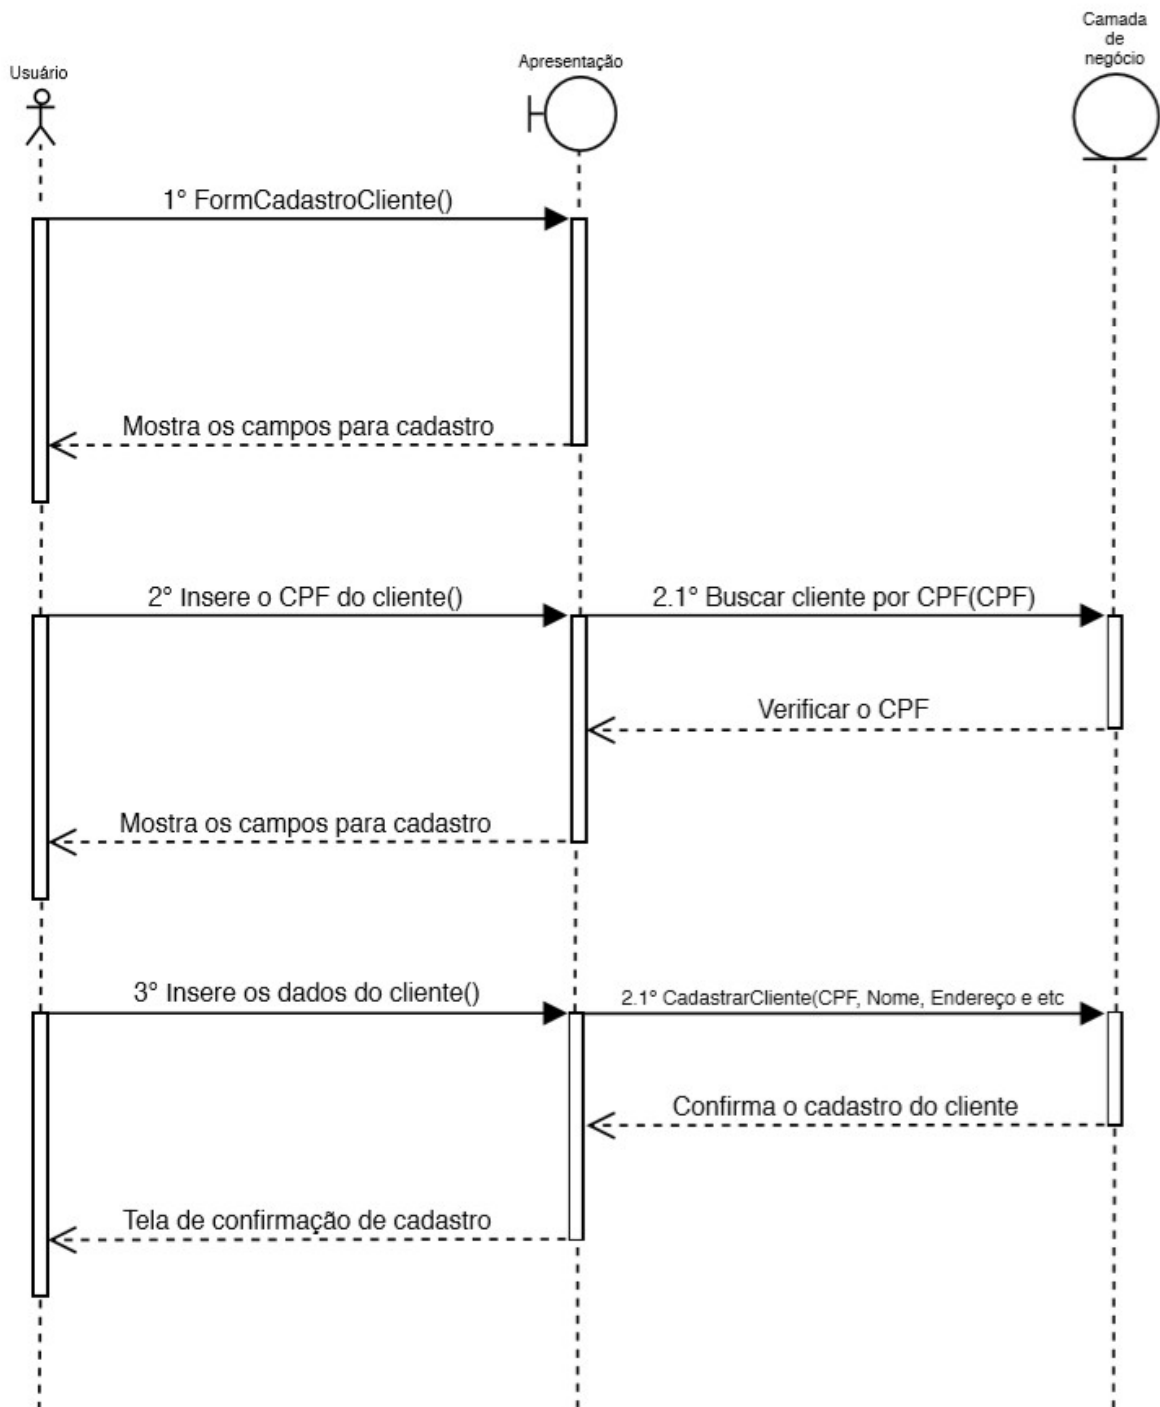 Camada
de
negócio
Apresentação
Usuário
1° FormCadastroCliente()
Mostra os campos para cadastro
2° Insere o CPF do cliente()
2.1° Buscar cliente por CPF(CPF)
Verificar o CPF
Mostra os campos para cadastro
3° Insere os dados do cliente()
2.1° CadastrarCliente(CPF, Nome, Endereço e etc
Confirma o cadastro do cliente
Tela de confirmação de cadastro